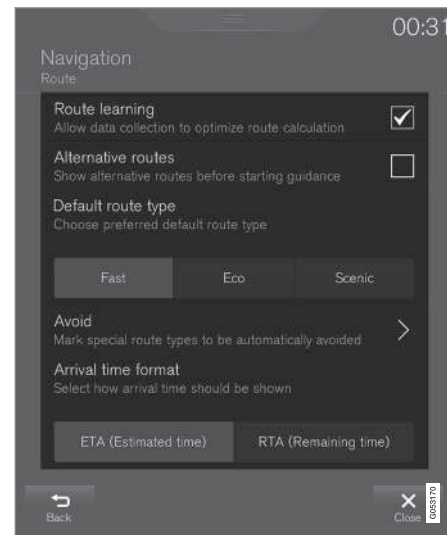 00:31
Navigation
Route
Route learning
Allow data collection to optimize route calculation
Alternative routes
Show alternative routes before starting guidance
Default route type
Choose preferred default route type
Fast Eco Scenic
Avoid
Mark special route types to be automatically avoided
Arrival time format
Select how arrival time should be shown
ETA (Estimated time) RTA (Remaining time)
Back Close
G053170